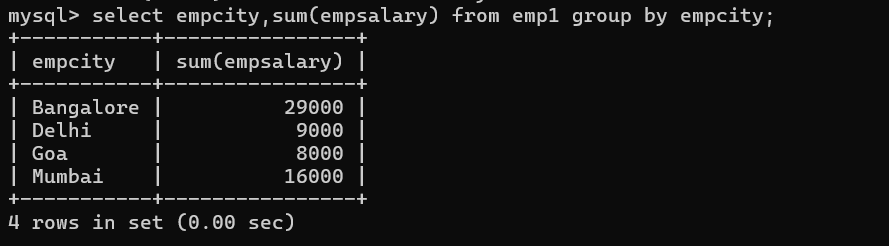 mysql> select empcity,sum(empsalary) from emp1 group by empcity;
+-----------+----------------+
| empcity   | sum(empsalary) |
+-----------+----------------+
| Bangalore |          29000 |
| Delhi     |           9000 |
| Goa       |           8000 |
| Mumbai    |          16000 |
+-----------+----------------+
4 rows in set (0.00 sec)